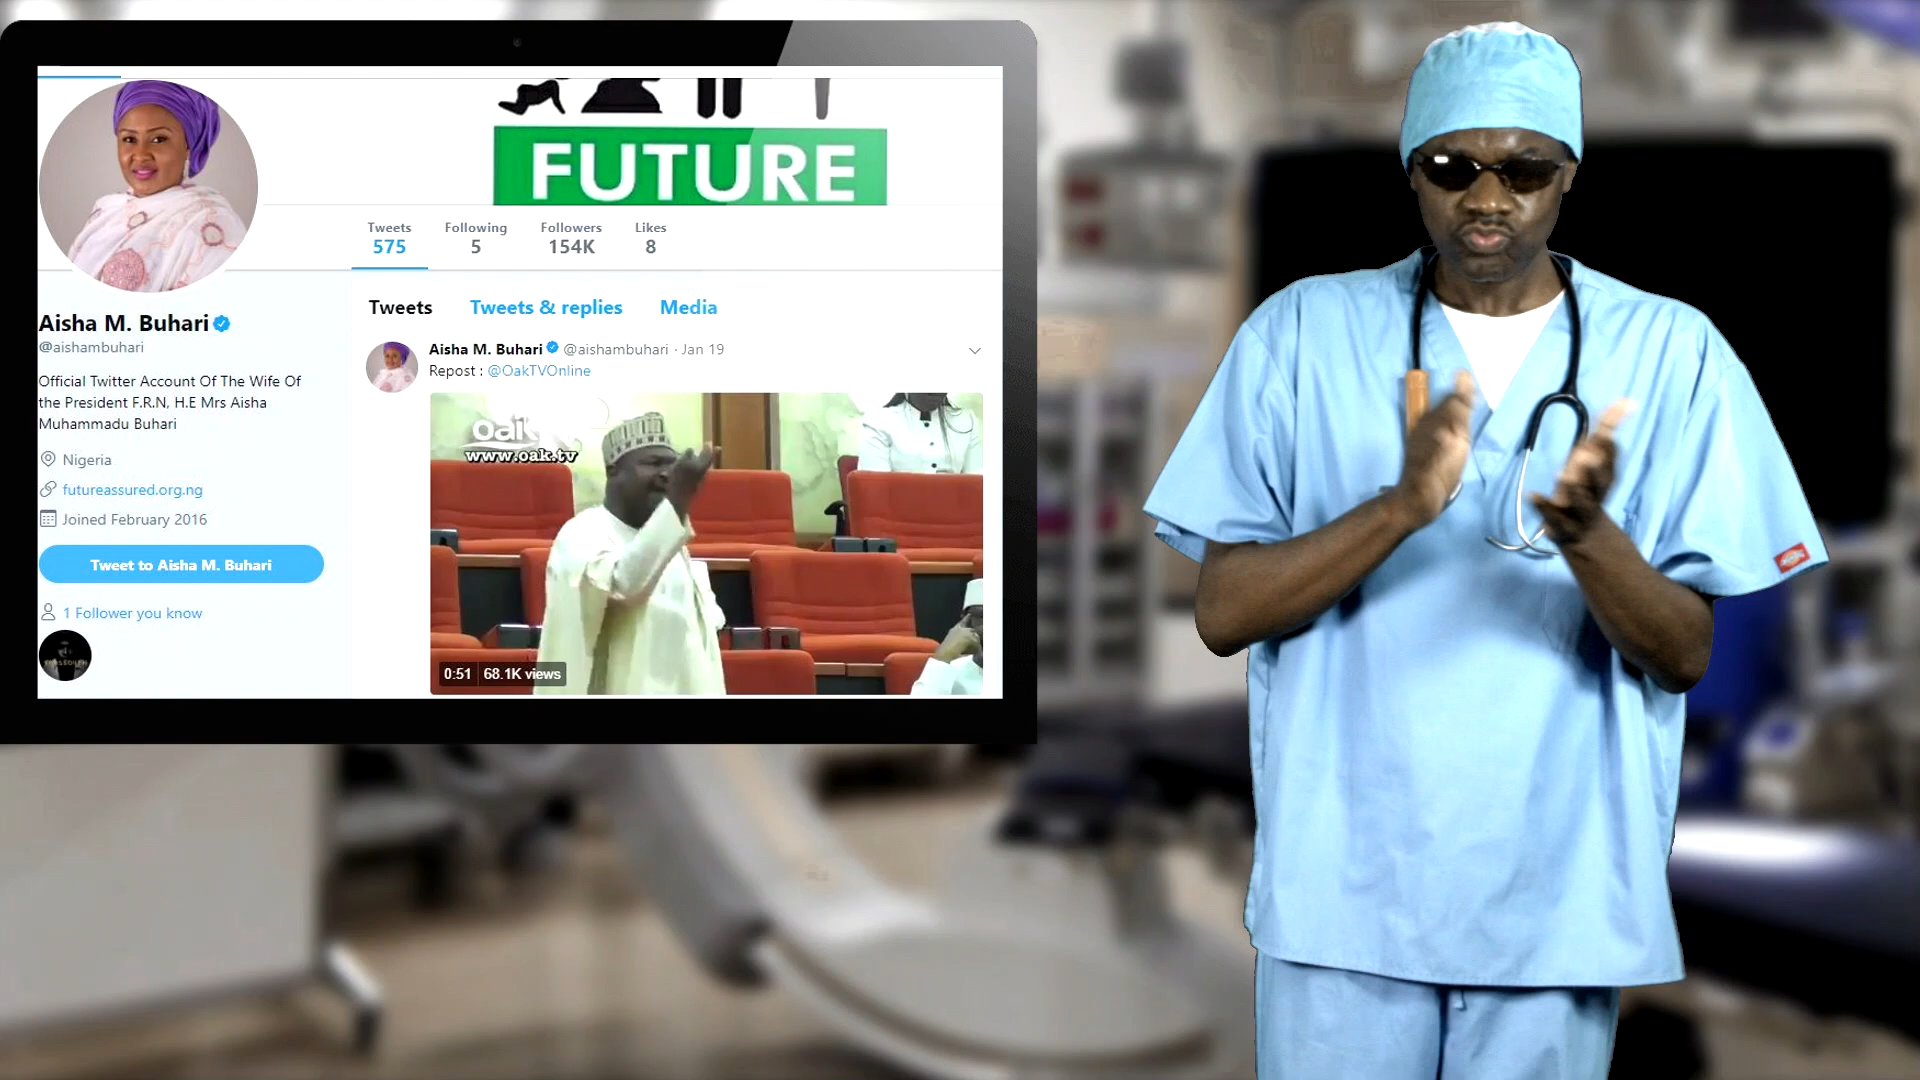 FUTURE
Tweets Following Followers Likes
575 5 154K 8
Tweets Tweets & replies Media
Aisha M. Buhari
@aishambuhari
Official Twitter Account Of The Wife Of
the President F.R.N, H.E Mrs Aisha
Muhammadu Buhari
Nigeria
futureassured.org.ng
Joined February 2016
Tweet to Aisha M. Buhari
1 Follower you know
Aisha M. Buhari @aishambuhari · Jan 19
Repost : @OakTVOnline
oak
www.oak.tv
0:51 68.1K views